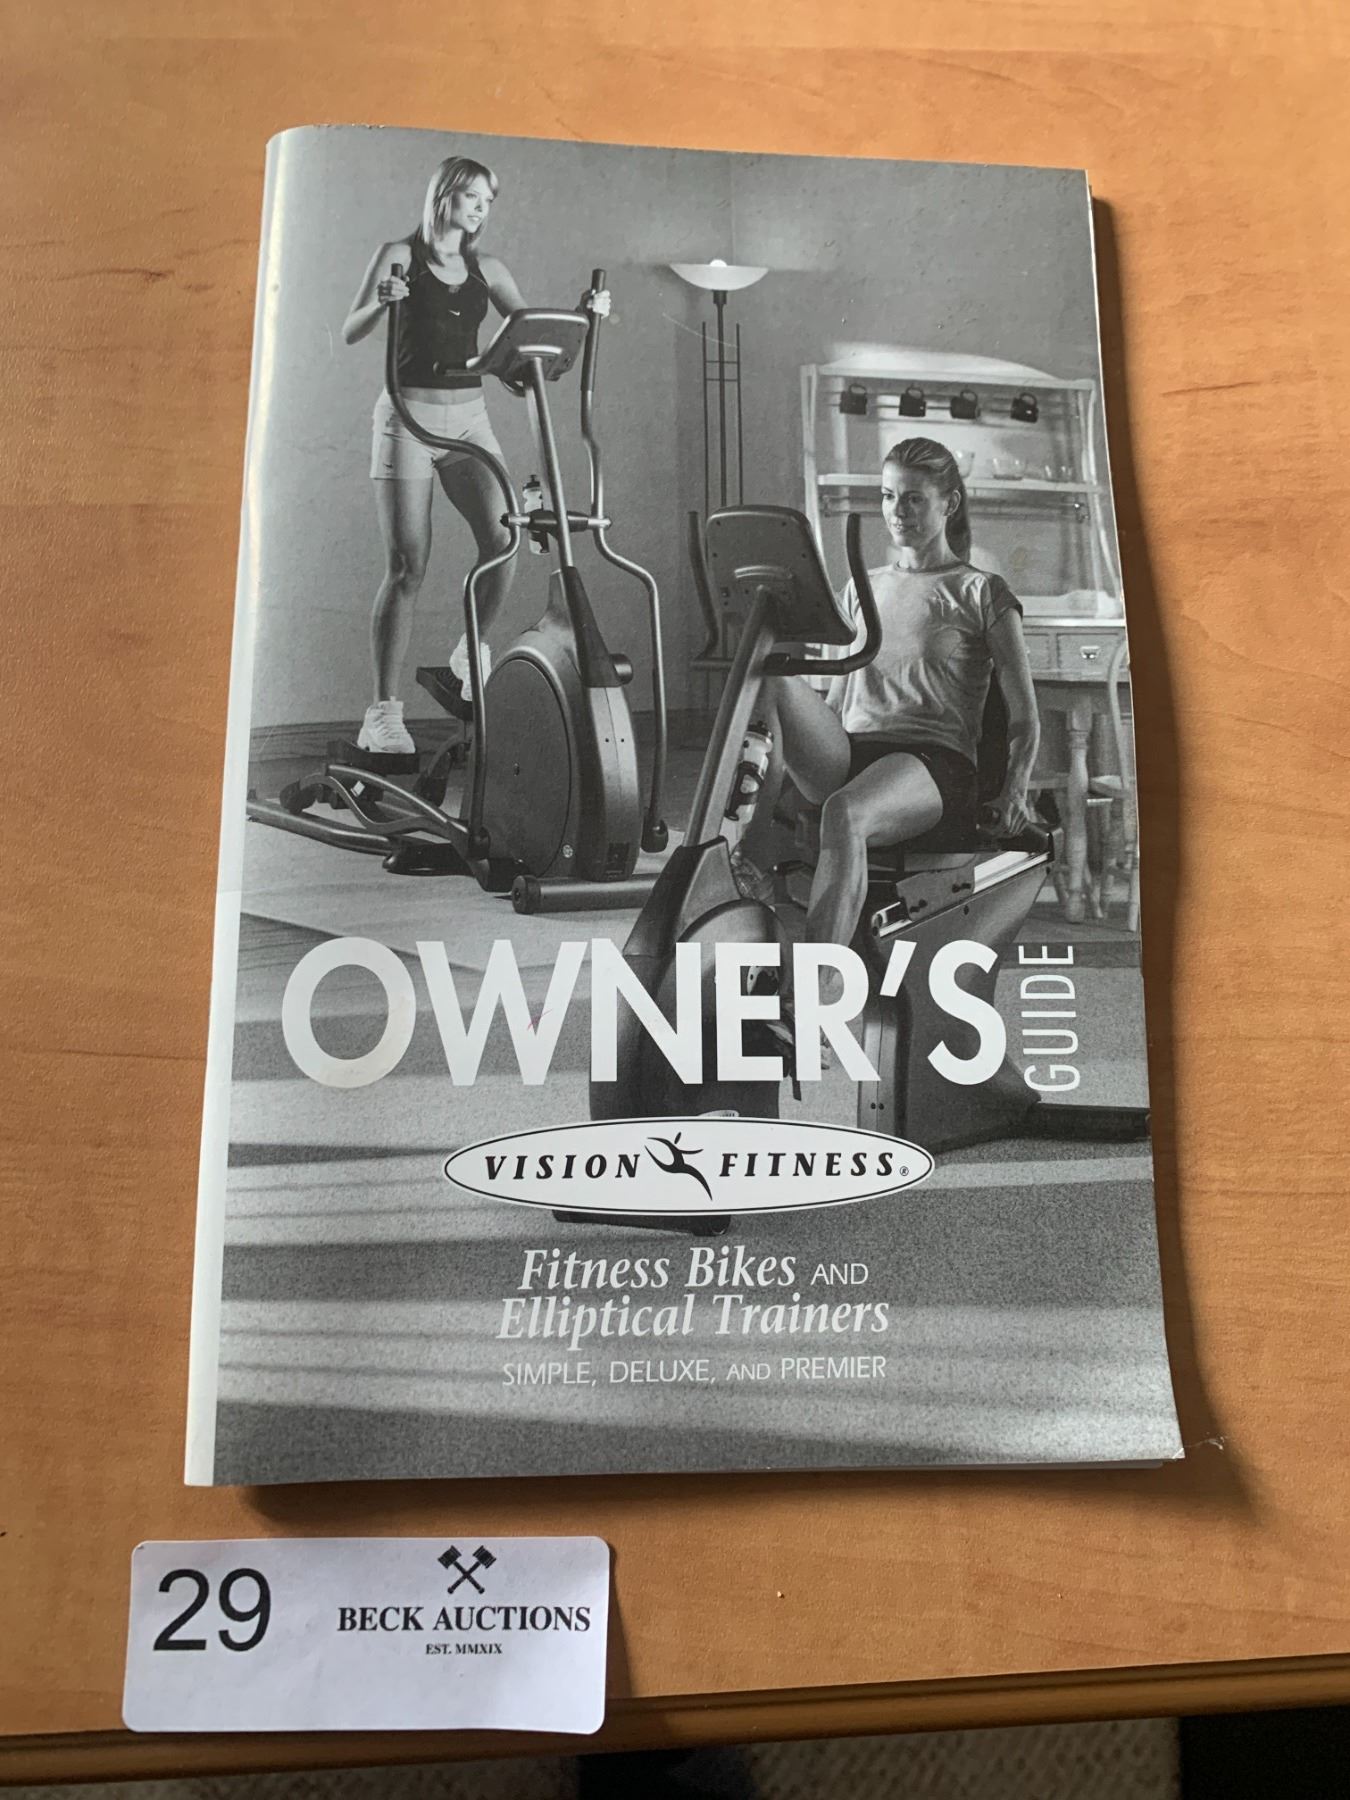 OWNER'S GUIDE
VISION FITNESS®
Fitness Bikes AND
Elliptical Trainers
SIMPLE, DELUXE, AND PREMIER
29
BECK AUCTIONS
EST. MMXIX